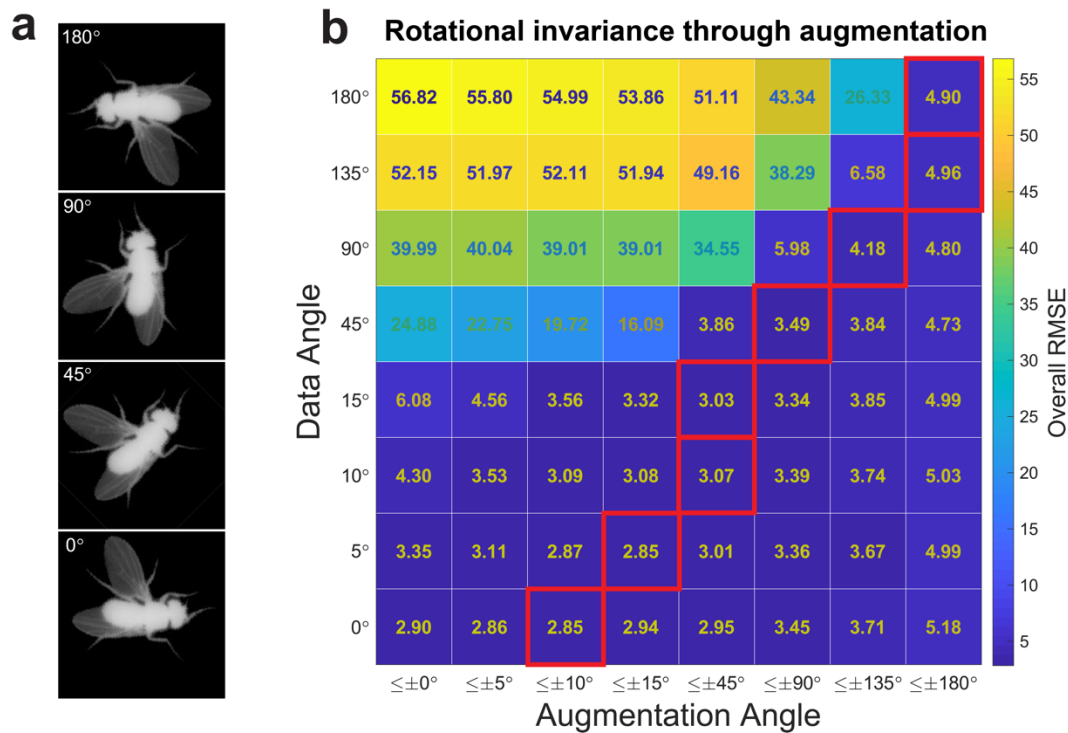 a
180°
90°
45°
0°
b Rotational invariance through augmentation
180° 56.82 55.80 54.99 53.86 51.11 43.34 26.33 4.90
135° 52.15 51.97 52.11 51.94 49.16 38.29 6.58 4.96
90° 39.99 40.04 39.01 39.01 34.55 5.98 4.18 4.80
45° 24.88 22.75 19.72 16.09 3.86 3.49 3.84 4.73
15° 6.08 4.56 3.56 3.32 3.03 3.34 3.85 4.99
10° 4.30 3.53 3.09 3.08 3.07 3.39 3.74 5.03
5° 3.35 3.11 2.87 2.85 3.01 3.36 3.67 4.99
0° 2.90 2.86 2.85 2.94 2.95 3.45 3.71 5.18
≤±0° ≤±5° ≤±10° ≤±15° ≤±45° ≤±90° ≤±135° ≤±180°
Augmentation Angle
Data Angle
55
50
45
40
35
30
25
20
15
10
5
Overall RMSE